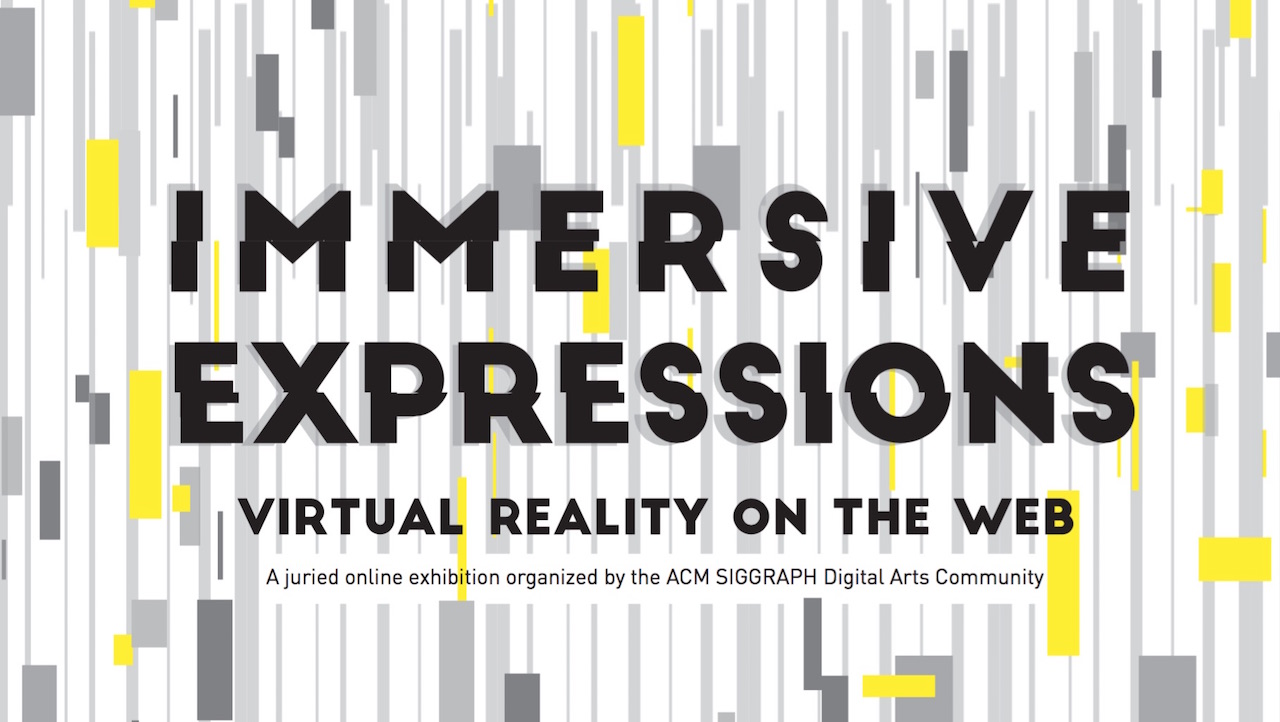 IMMERSIVE
EXPRESSIONS
VIRTUAL REALITY ON THE WEB
A juried online exhibition organized by the ACM SIGGRAPH Digital Arts Community